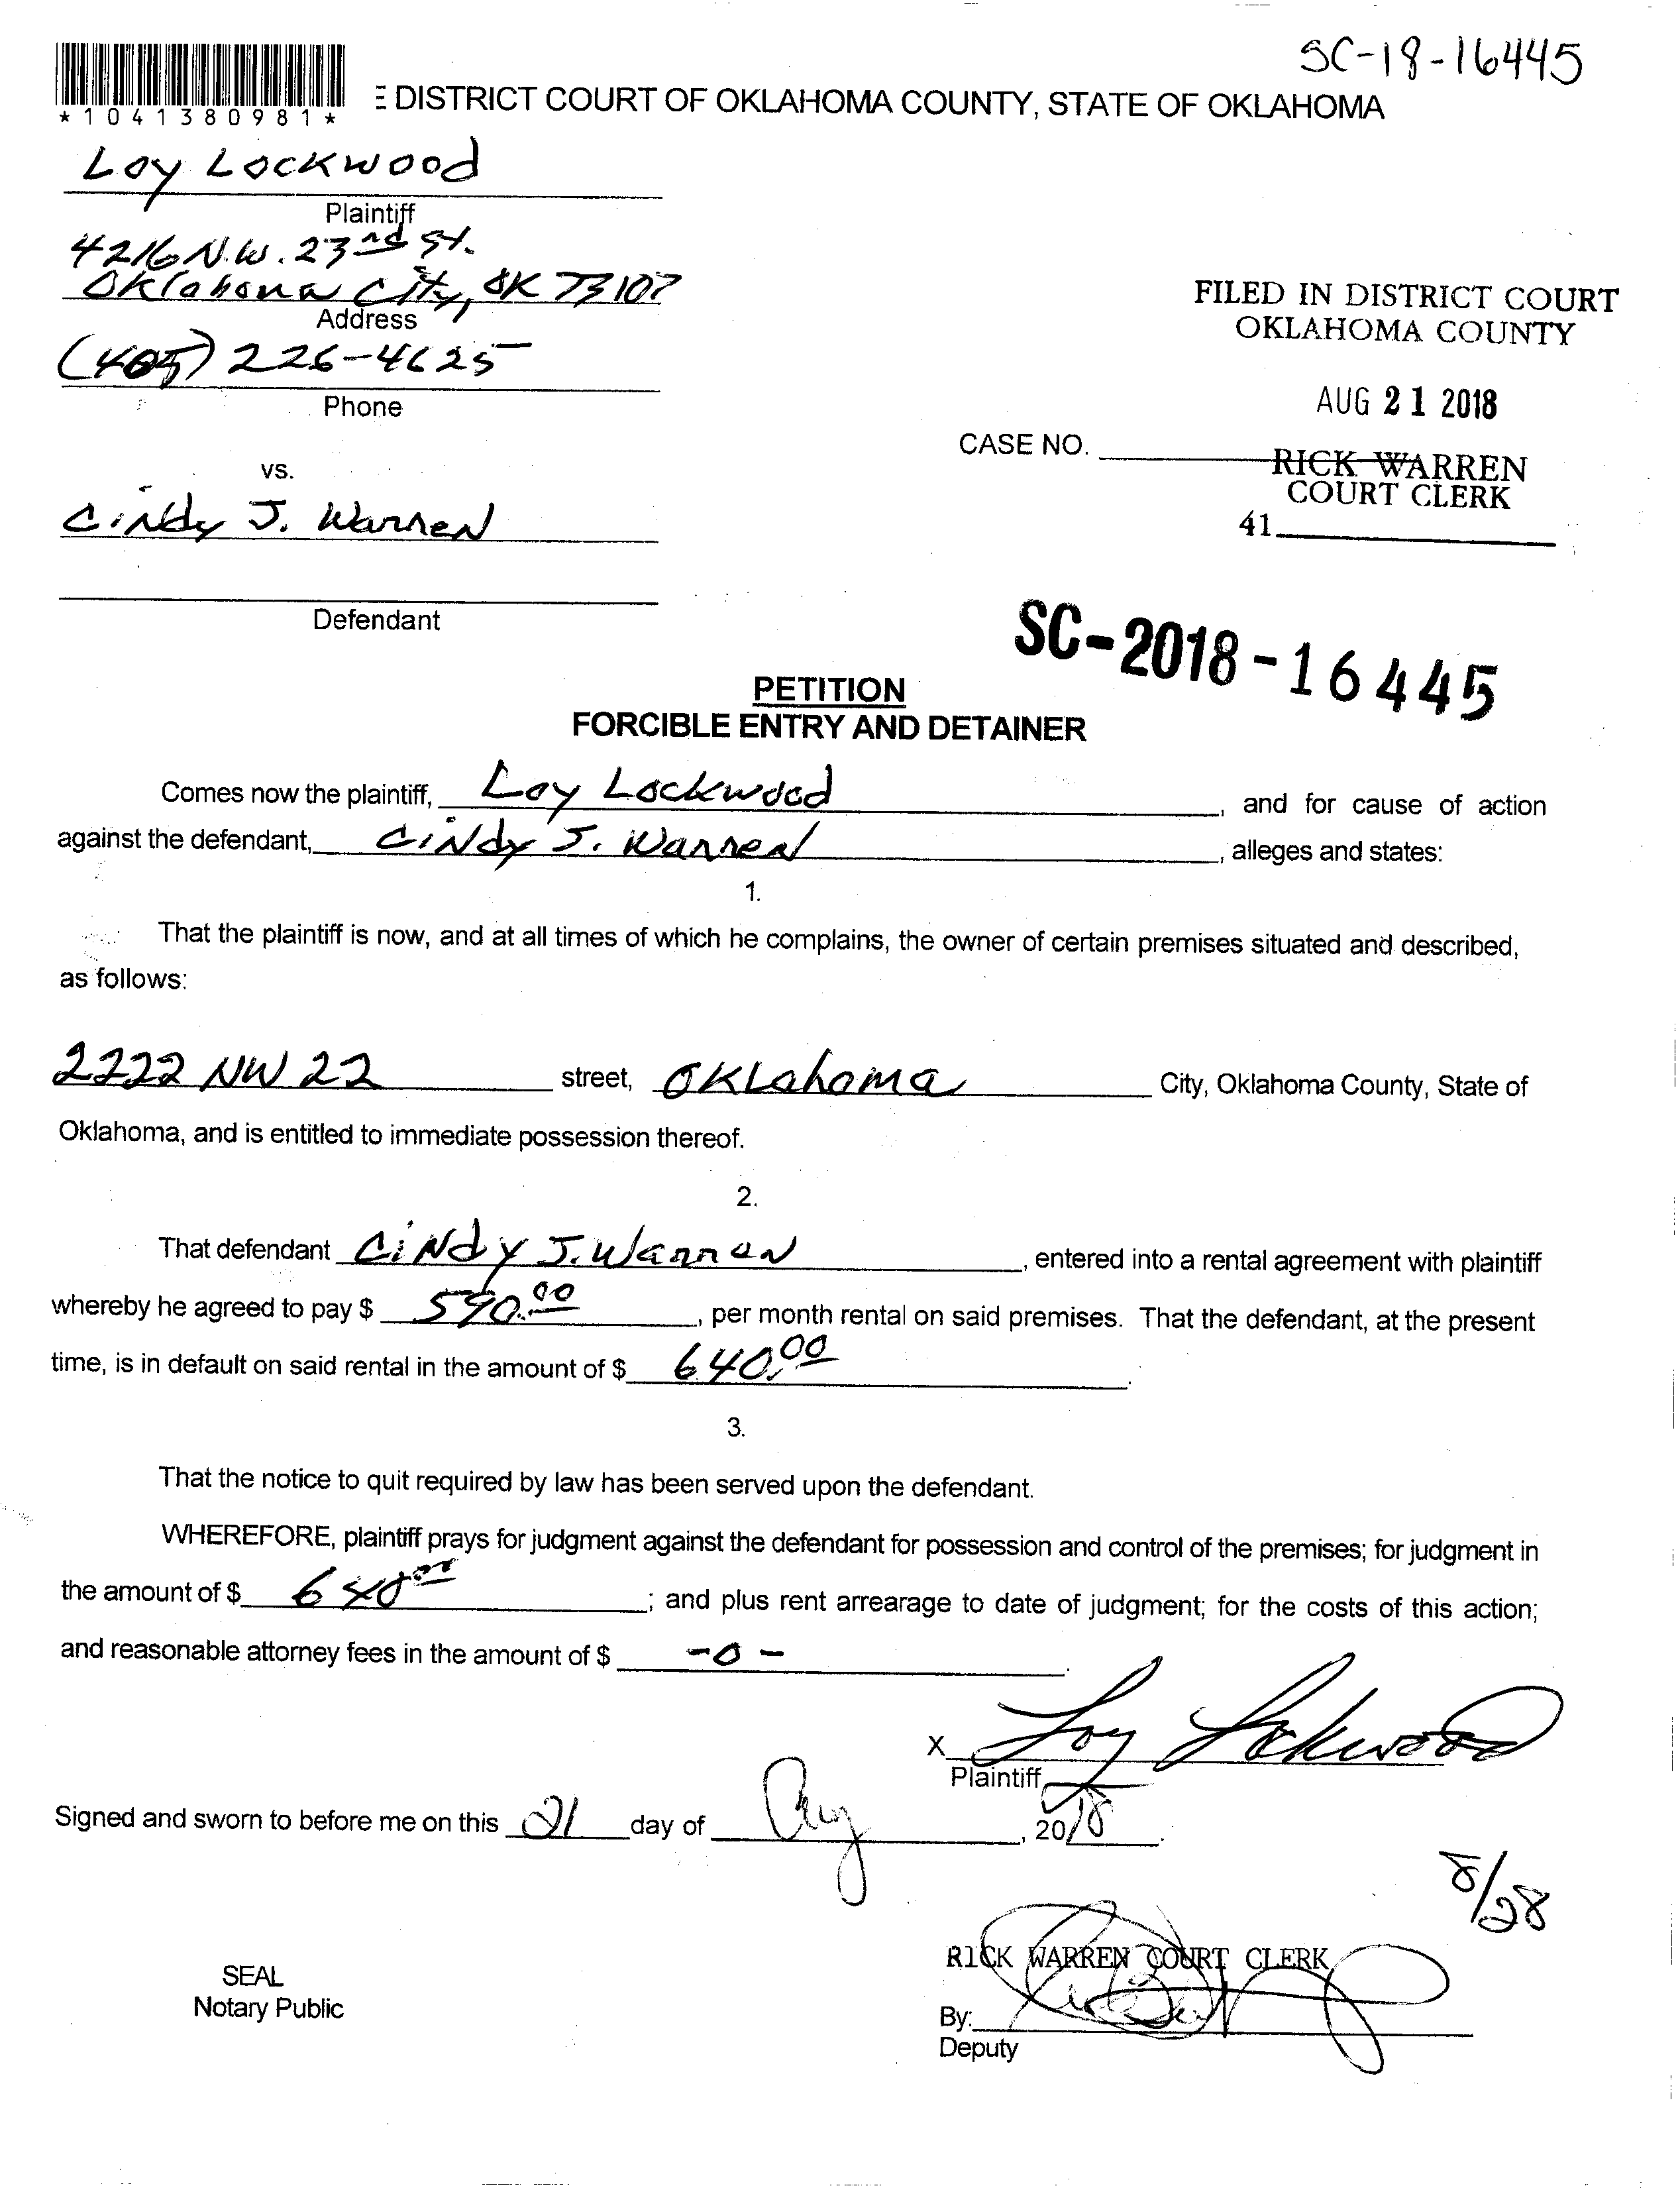 SC-18-16445
*1041380981*
E DISTRICT COURT OF OKLAHOMA COUNTY, STATE OF OKLAHOMA
Loy Lockwood
Plaintiff
4216 N.W. 23rd St.
Oklahoma City, OK 73107
Address
(405) 226-4625
Phone
FILED IN DISTRICT COURT
OKLAHOMA COUNTY
AUG 21 2018
CASE NO.
RICK WARREN
COURT CLERK
41
vs.
Cindy J. Warren
Defendant
SC-2018-16445
PETITION
FORCIBLE ENTRY AND DETAINER
Comes now the plaintiff, Loy Lockwood, and for cause of action
against the defendant, Cindy J. Warren, alleges and states:
1.
That the plaintiff is now, and at all times of which he complains, the owner of certain premises situated and described,
as follows:
2222 NW 22 street, Oklahoma City, Oklahoma County, State of
Oklahoma, and is entitled to immediate possession thereof.
2.
That defendant Cindy J. Warren, entered into a rental agreement with plaintiff
whereby he agreed to pay $ 590.00, per month rental on said premises. That the defendant, at the present
time, is in default on said rental in the amount of $ 640.00.
3.
That the notice to quit required by law has been served upon the defendant.
WHEREFORE, plaintiff prays for judgment against the defendant for possession and control of the premises; for judgment in
the amount of $ 640.00; and plus rent arrearage to date of judgment; for the costs of this action;
and reasonable attorney fees in the amount of $ -0-.
X Loy Lockwood
Plaintiff
Signed and sworn to before me on this 21 day of Aug, 2018.
8/28
RICK WARREN COURT CLERK
SEAL
Notary Public
By:
Deputy